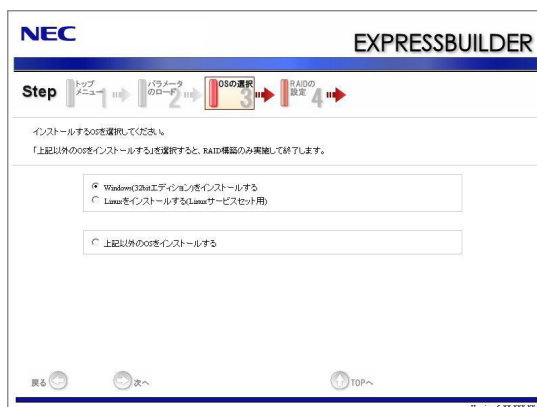 NEC
EXPRESSBUILDER
Step
トップ
メニュー 1
パラメータ
のロード 2
OSの選択
3
RAIDの
設定 4
インストールするOSを選択してください。
「上記以外のOSをインストールする」を選択すると、RAID構築のみ実施して終了します。
Windows(32bitエディション)をインストールする
Linuxをインストールする(Linuxサービスセット用)
上記以外のOSをインストールする
戻る
次へ
TOPへ